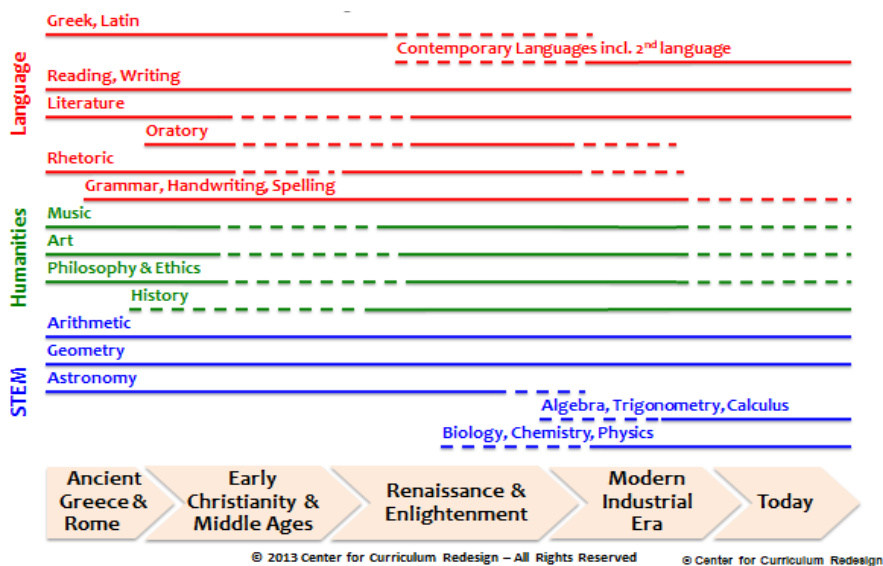 Greek, Latin
Contemporary Languages incl. 2nd language
Language
Reading, Writing
Literature
Oratory
Rhetoric
Grammar, Handwriting, Spelling
Humanities
Music
Art
Philosophy & Ethics
History
STEM
Arithmetic
Geometry
Astronomy
Algebra, Trigonometry, Calculus
Biology, Chemistry, Physics
Ancient
Greece &
Rome
Early
Christianity &
Middle Ages
Renaissance &
Enlightenment
Modern
Industrial
Era
Today
© 2013 Center for Curriculum Redesign – All Rights Reserved
© Center for Curriculum Redesign